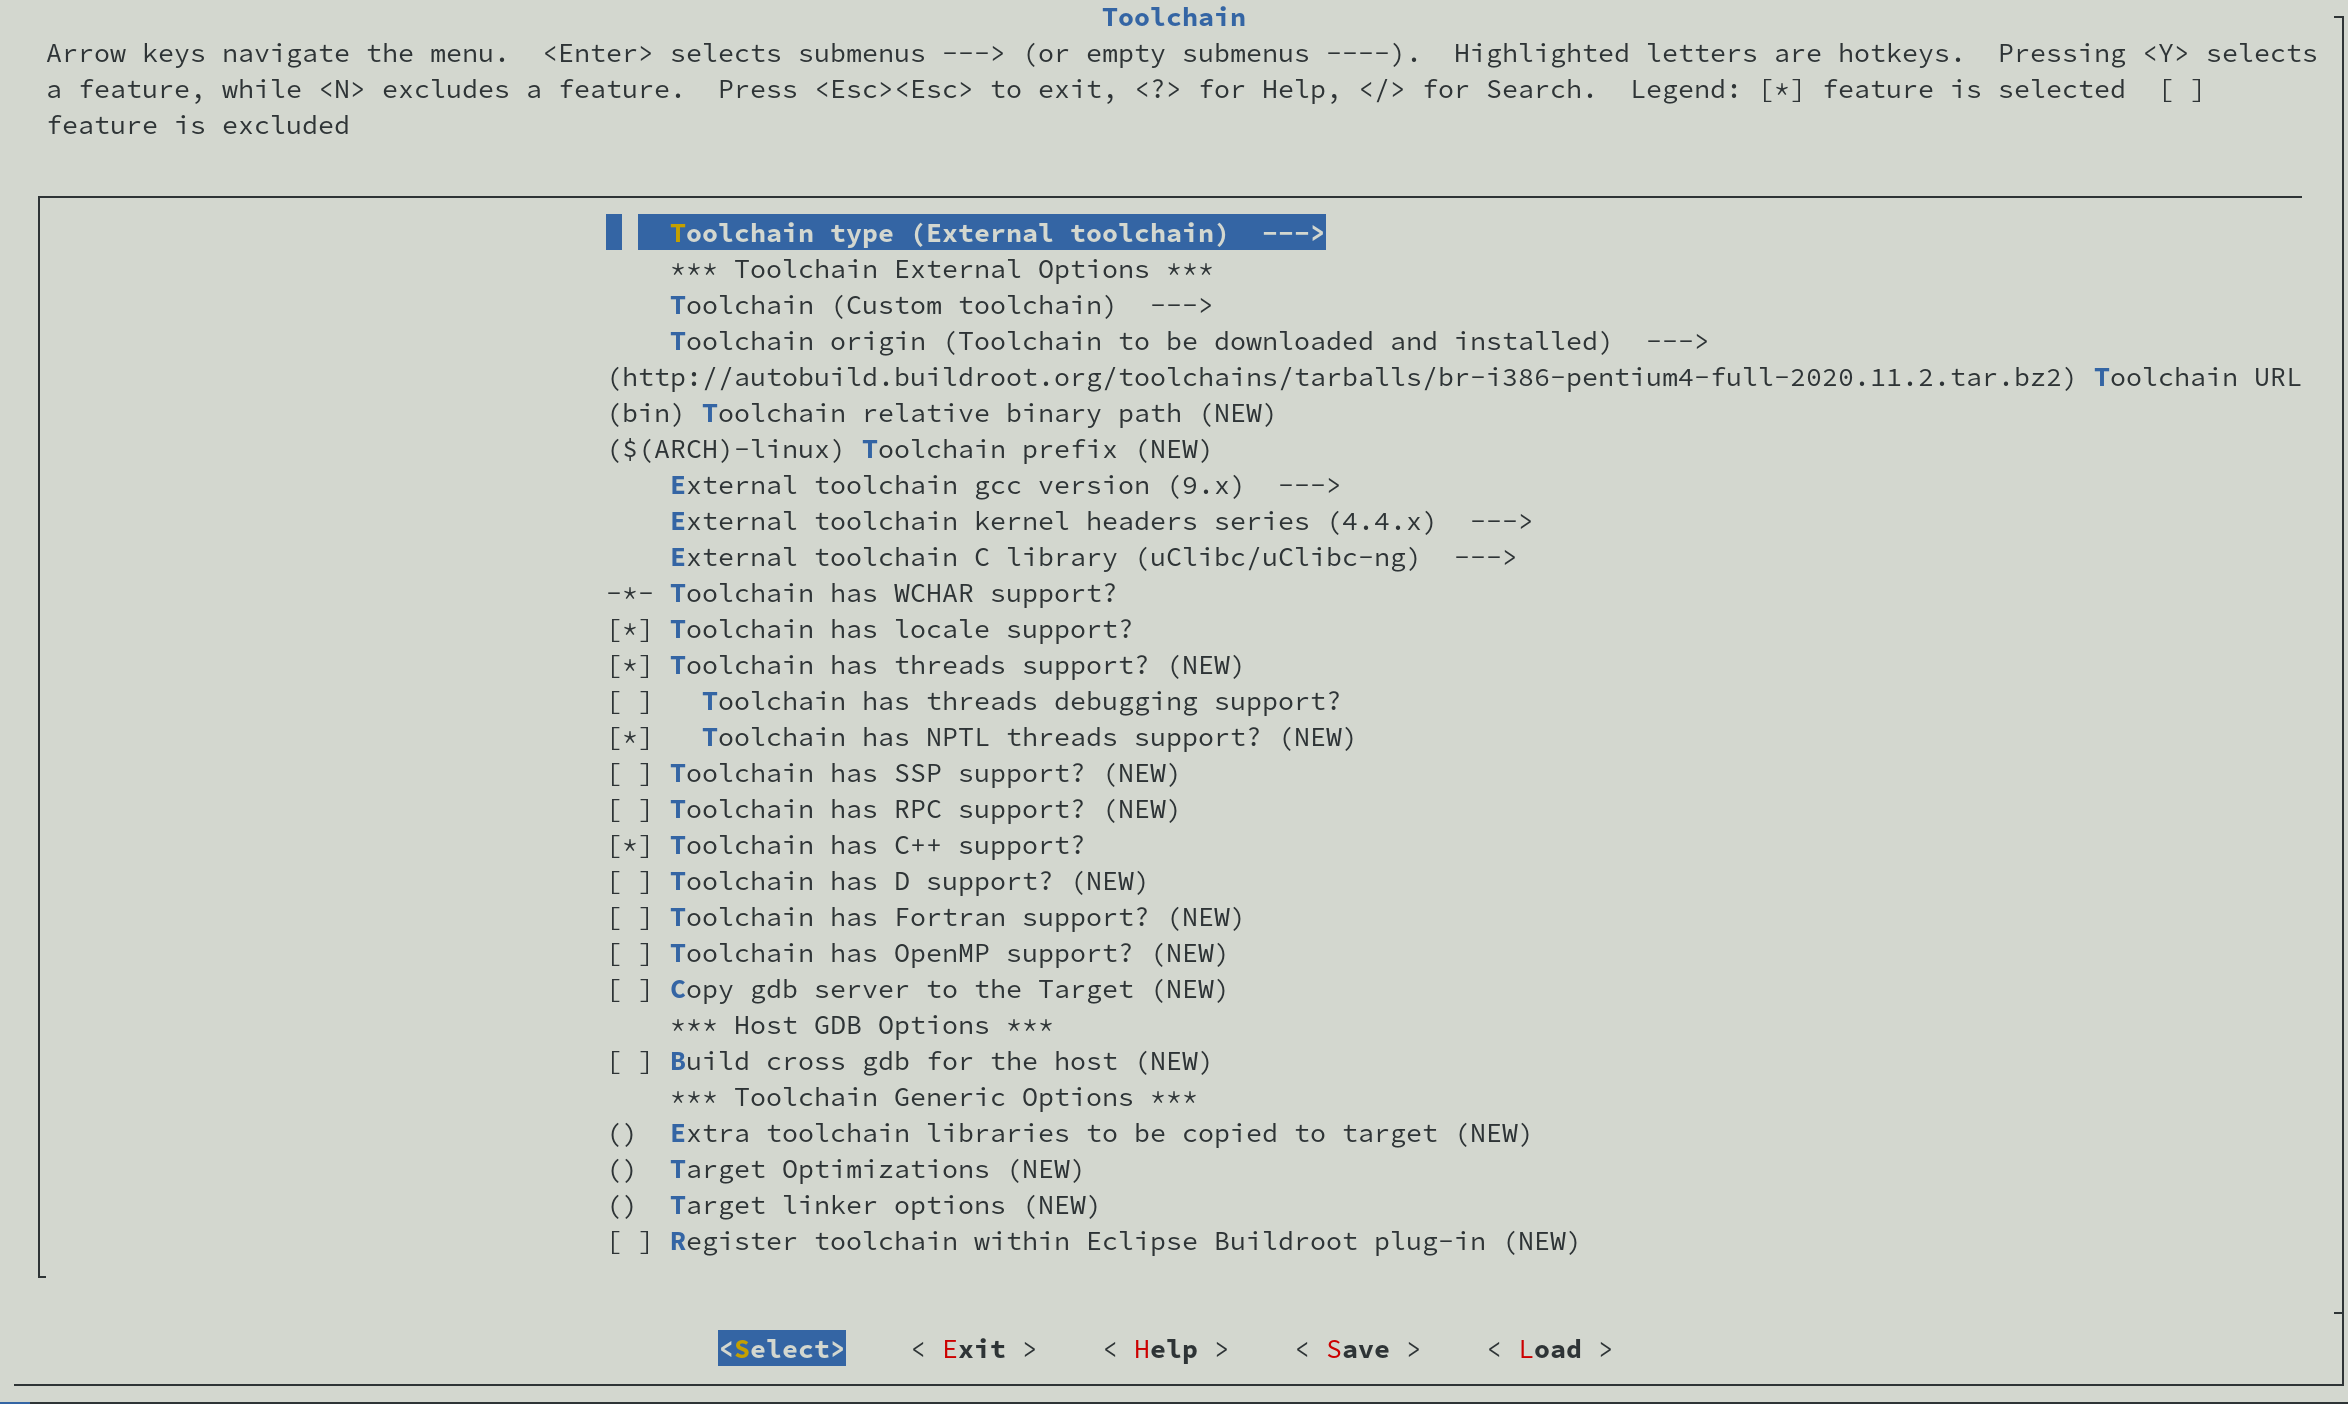 Toolchain
Arrow keys navigate the menu.  <Enter> selects submenus ---> (or empty submenus ----).  Highlighted letters are hotkeys.  Pressing <Y> selects
a feature, while <N> excludes a feature.  Press <Esc><Esc> to exit, <?> for Help, </> for Search.  Legend: [*] feature is selected  [ ]
feature is excluded
Toolchain type (External toolchain)  --->
*** Toolchain External Options ***
Toolchain (Custom toolchain)  --->
Toolchain origin (Toolchain to be downloaded and installed)  --->
(http://autobuild.buildroot.org/toolchains/tarballs/br-i386-pentium4-full-2020.11.2.tar.bz2) Toolchain URL
(bin) Toolchain relative binary path (NEW)
($(ARCH)-linux) Toolchain prefix (NEW)
External toolchain gcc version (9.x)  --->
External toolchain kernel headers series (4.4.x)  --->
External toolchain C library (uClibc/uClibc-ng)  --->
-*- Toolchain has WCHAR support?
[*] Toolchain has locale support?
[*] Toolchain has threads support? (NEW)
[ ]   Toolchain has threads debugging support?
[*]   Toolchain has NPTL threads support? (NEW)
[ ] Toolchain has SSP support? (NEW)
[ ] Toolchain has RPC support? (NEW)
[*] Toolchain has C++ support?
[ ] Toolchain has D support? (NEW)
[ ] Toolchain has Fortran support? (NEW)
[ ] Toolchain has OpenMP support? (NEW)
[ ] Copy gdb server to the Target (NEW)
*** Host GDB Options ***
[ ] Build cross gdb for the host (NEW)
*** Toolchain Generic Options ***
()  Extra toolchain libraries to be copied to target (NEW)
()  Target Optimizations (NEW)
()  Target linker options (NEW)
[ ] Register toolchain within Eclipse Buildroot plug-in (NEW)
<Select>    < Exit >    < Help >    < Save >    < Load >